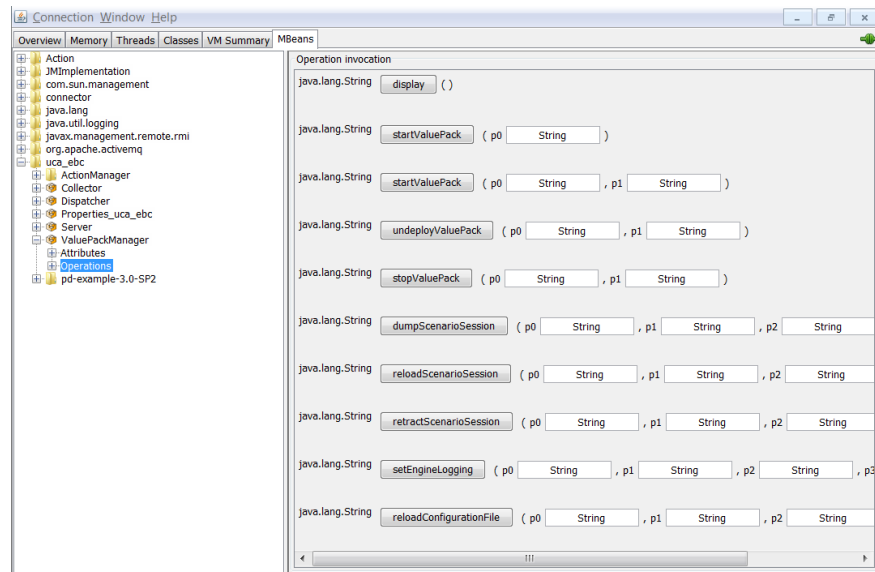 Connection Window Help
Overview Memory Threads Classes VM Summary MBeans
Action
JMImplementation
com.sun.management
connector
java.lang
java.util.logging
javax.management.remote.rmi
org.apache.activemq
uca_ebc
ActionManager
Collector
Dispatcher
Properties_uca_ebc
Server
ValuePackManager
Attributes
Operations
pd-example-3.0-SP2
Operation invocation
java.lang.String display ( )
java.lang.String startValuePack ( p0 String )
java.lang.String startValuePack ( p0 String , p1 String )
java.lang.String undeployValuePack ( p0 String , p1 String )
java.lang.String stopValuePack ( p0 String , p1 String )
java.lang.String dumpScenarioSession ( p0 String , p1 String , p2 String
java.lang.String reloadScenarioSession ( p0 String , p1 String , p2 String
java.lang.String retractScenarioSession ( p0 String , p1 String , p2 String
java.lang.String setEngineLogging ( p0 String , p1 String , p2 String , p3
java.lang.String reloadConfigurationFile ( p0 String , p1 String , p2 String